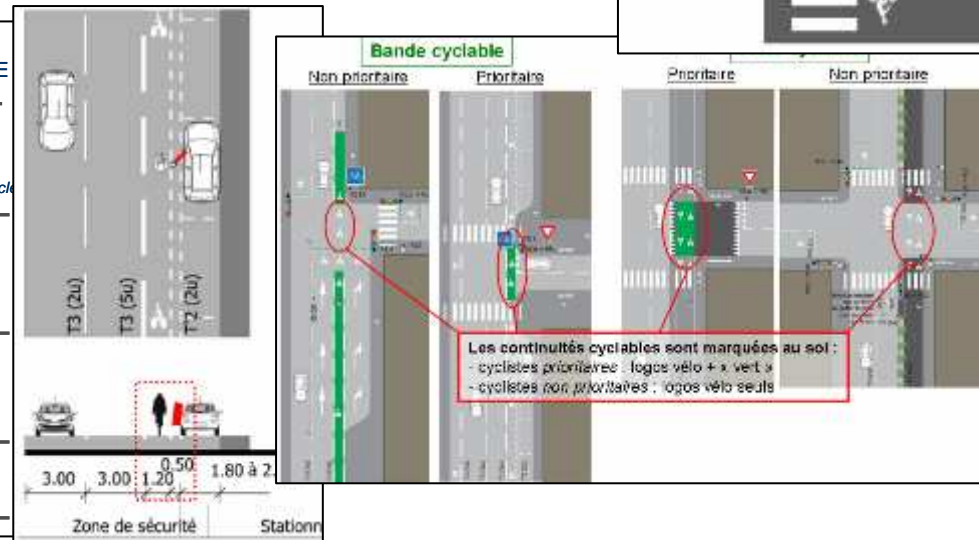 E
T3 (2u)
T3 (5u)
T2 (2u)
3.00
3.00
1.20
0.50
1.80 à 2.
Zone de sécurité
Stationn
Bande cyclable
Non prioritaire
Prioritaire
Prioritaire
Non prioritaire
Les continuités cyclables sont marquées au sol :
- cyclistes prioritaires : logos vélo + « vert »
- cyclistes non prioritaires : logos vélo seuls